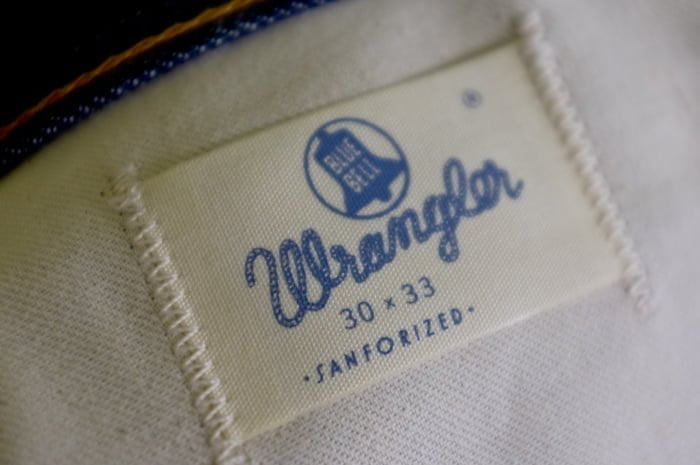 ®
BLUE
BELL
Wrangler
30 × 33
·SANFORIZED·